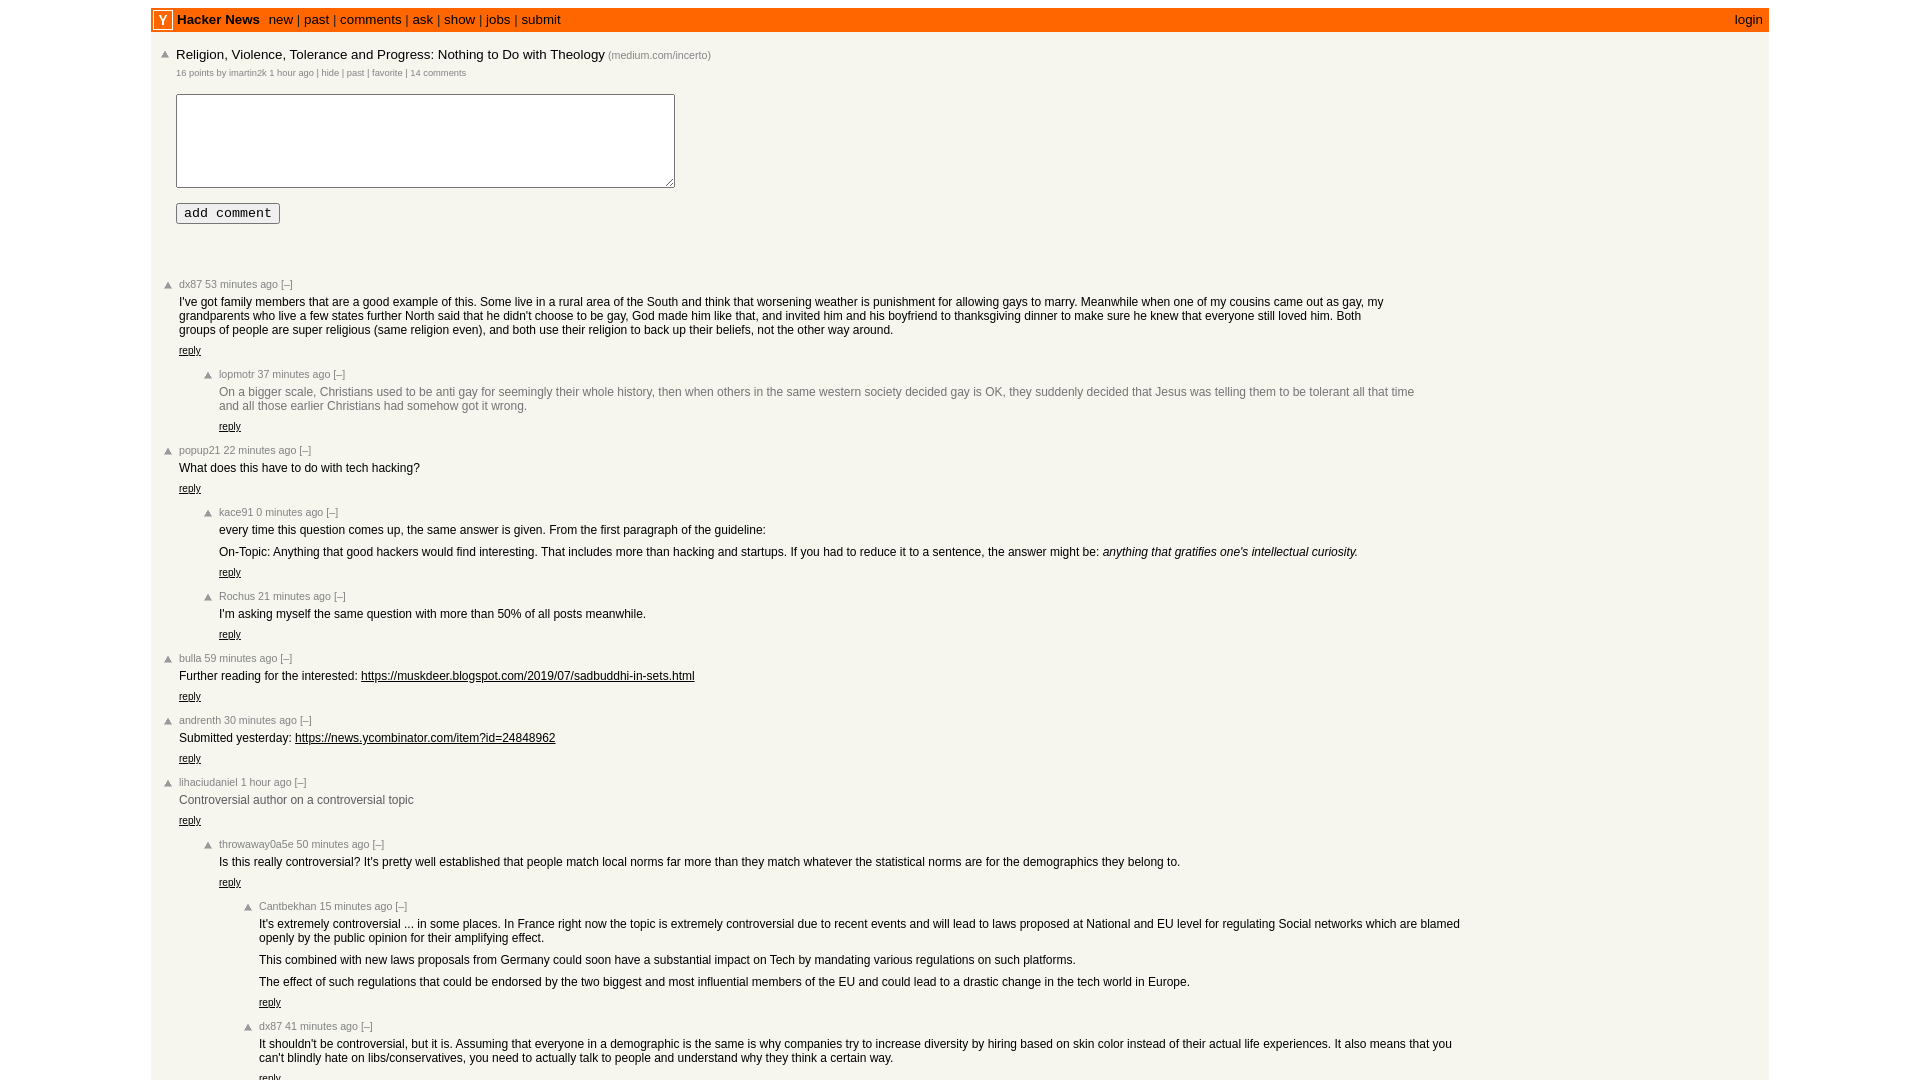 Y Hacker News new | past | comments | ask | show | jobs | submit login
Religion, Violence, Tolerance and Progress: Nothing to Do with Theology (medium.com/incerto)
16 points by imartin2k 1 hour ago | hide | past | favorite | 14 comments
add comment
dx87 53 minutes ago [–]
I've got family members that are a good example of this. Some live in a rural area of the South and think that worsening weather is punishment for allowing gays to marry. Meanwhile when one of my cousins came out as gay, my
grandparents who live a few states further North said that he didn't choose to be gay, God made him like that, and invited him and his boyfriend to thanksgiving dinner to make sure he knew that everyone still loved him. Both
groups of people are super religious (same religion even), and both use their religion to back up their beliefs, not the other way around.
reply
lopmotr 37 minutes ago [–]
On a bigger scale, Christians used to be anti gay for seemingly their whole history, then when others in the same western society decided gay is OK, they suddenly decided that Jesus was telling them to be tolerant all that time
and all those earlier Christians had somehow got it wrong.
reply
popup21 22 minutes ago [–]
What does this have to do with tech hacking?
reply
kace91 0 minutes ago [–]
every time this question comes up, the same answer is given. From the first paragraph of the guideline:
On-Topic: Anything that good hackers would find interesting. That includes more than hacking and startups. If you had to reduce it to a sentence, the answer might be: anything that gratifies one's intellectual curiosity.
reply
Rochus 21 minutes ago [–]
I'm asking myself the same question with more than 50% of all posts meanwhile.
reply
bulla 59 minutes ago [–]
Further reading for the interested: https://muskdeer.blogspot.com/2019/07/sadbuddhi-in-sets.html
reply
andrenth 30 minutes ago [–]
Submitted yesterday: https://news.ycombinator.com/item?id=24848962
reply
lihaciudaniel 1 hour ago [–]
Controversial author on a controversial topic
reply
throwaway0a5e 50 minutes ago [–]
Is this really controversial? It's pretty well established that people match local norms far more than they match whatever the statistical norms are for the demographics they belong to.
reply
Cantbekhan 15 minutes ago [–]
It's extremely controversial ... in some places. In France right now the topic is extremely controversial due to recent events and will lead to laws proposed at National and EU level for regulating Social networks which are blamed
openly by the public opinion for their amplifying effect.
This combined with new laws proposals from Germany could soon have a substantial impact on Tech by mandating various regulations on such platforms.
The effect of such regulations that could be endorsed by the two biggest and most influential members of the EU and could lead to a drastic change in the tech world in Europe.
reply
dx87 41 minutes ago [–]
It shouldn't be controversial, but it is. Assuming that everyone in a demographic is the same is why companies try to increase diversity by hiring based on skin color instead of their actual life experiences. It also means that you
can't blindly hate on libs/conservatives, you need to actually talk to people and understand why they think a certain way.
reply